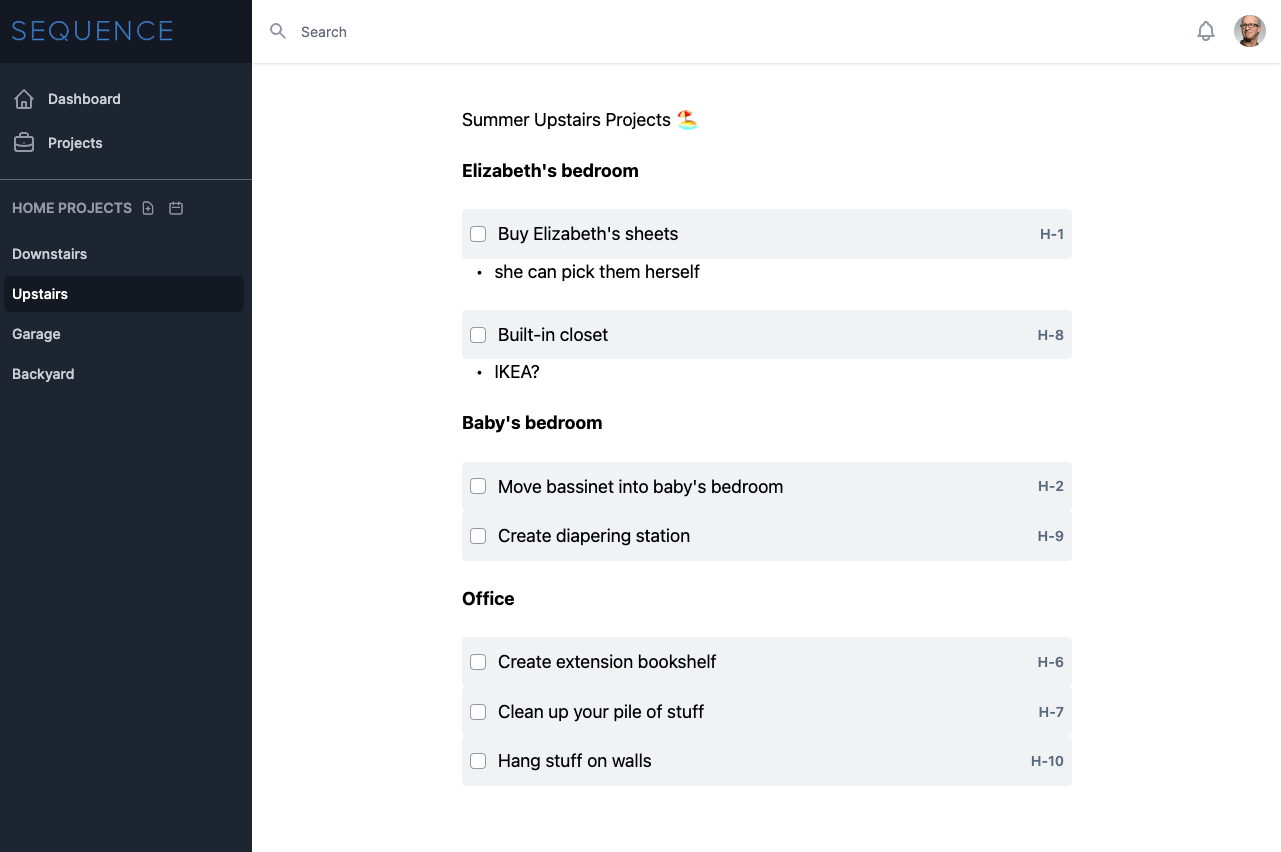 SEQUENCE
Search
Dashboard
Projects
HOME PROJECTS
Downstairs
Upstairs
Garage
Backyard
Summer Upstairs Projects 🏖️
Elizabeth's bedroom
Buy Elizabeth's sheets H-1
• she can pick them herself
Built-in closet H-8
• IKEA?
Baby's bedroom
Move bassinet into baby's bedroom H-2
Create diapering station H-9
Office
Create extension bookshelf H-6
Clean up your pile of stuff H-7
Hang stuff on walls H-10